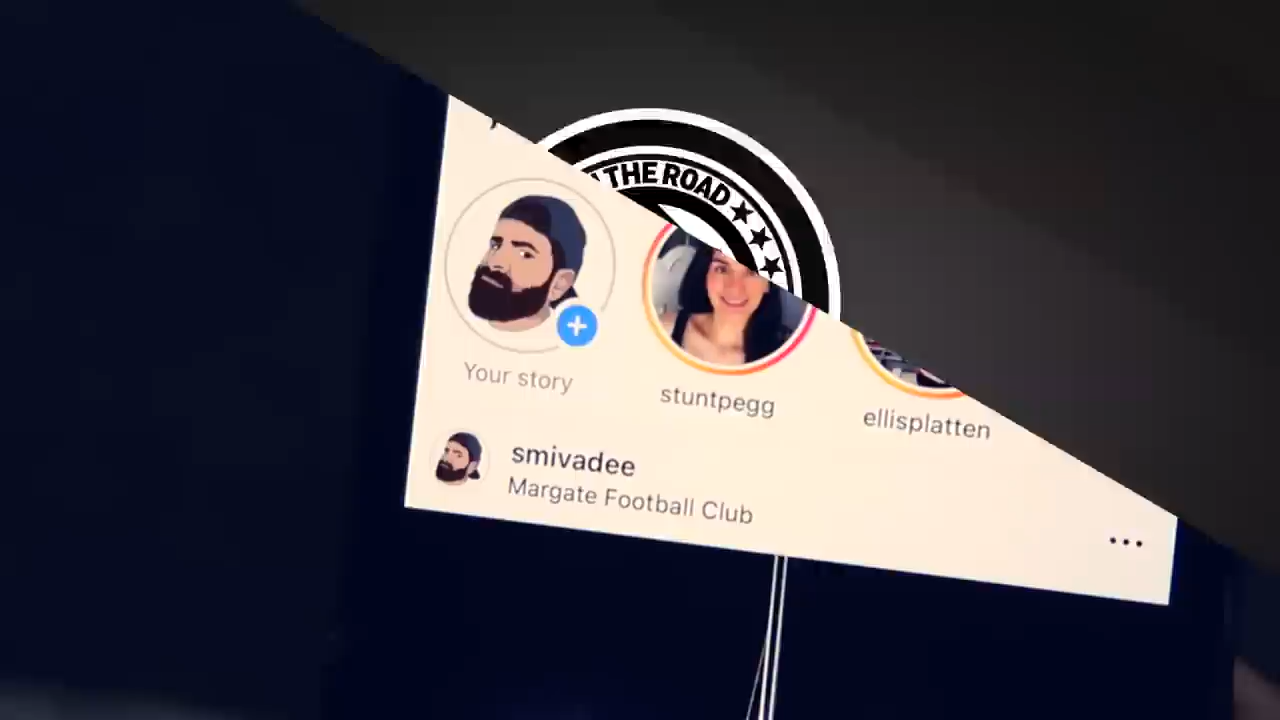 THE ROAD
Your story
stuntpegg
ellisplatten
smivadee
Margate Football Club